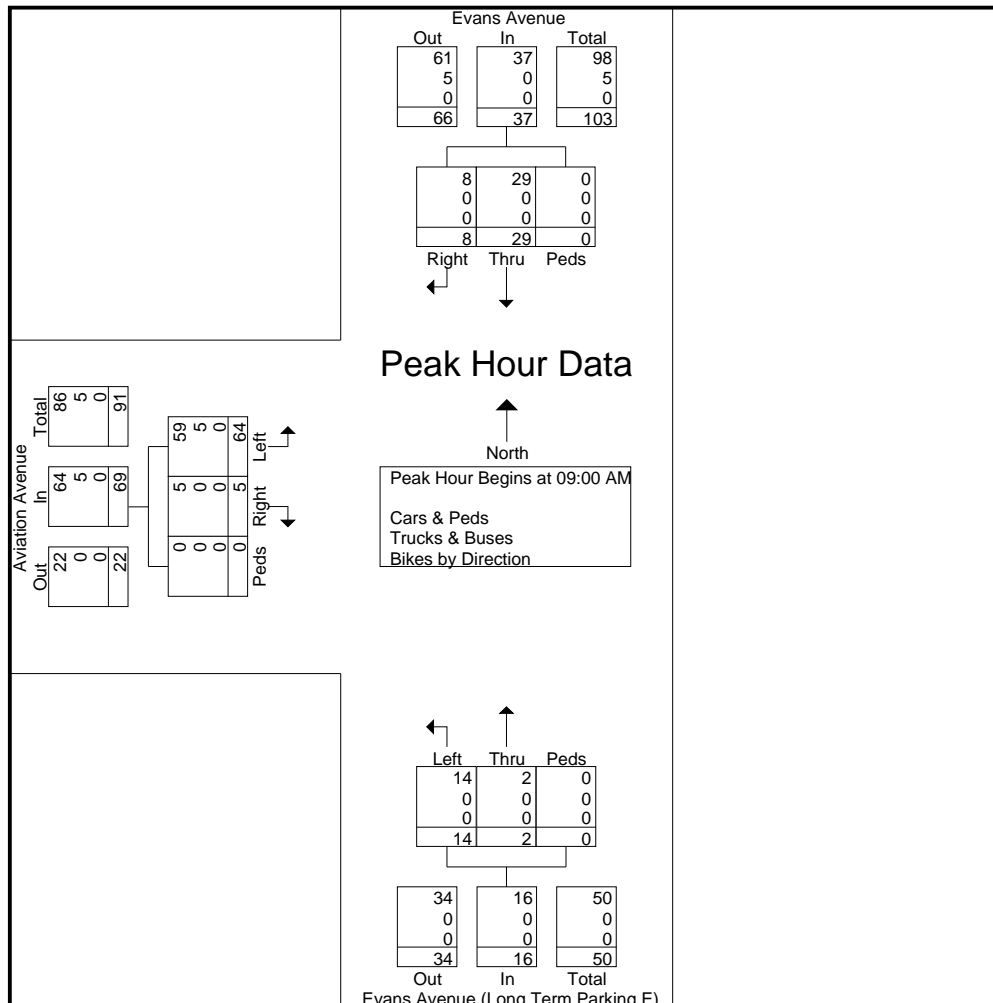 Evans Avenue
Out In Total
61 37 98
5 0 5
0 0 0
66 37 103
8 29 0
0 0 0
0 0 0
8 29 0
Right Thru Peds
Peak Hour Data
North
Peak Hour Begins at 09:00 AM
Cars & Peds
Trucks & Buses
Bikes by Direction
Aviation Avenue
Out In Total
22 64 86
0 5 5
0 0 0
22 69 91
0 5 59
0 0 5
0 0 0
0 5 64
Peds Right Left
Left Thru Peds
14 2 0
0 0 0
0 0 0
14 2 0
34 16 50
0 0 0
0 0 0
34 16 50
Out In Total
Evans Avenue (Long Term Parking E)